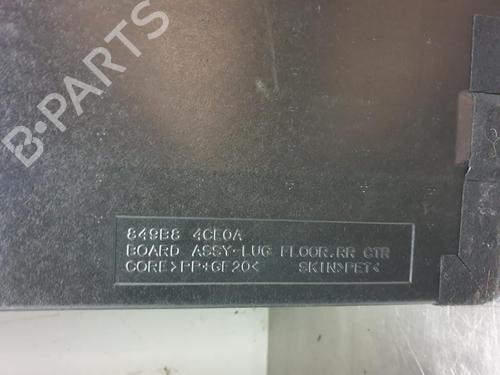 B-PARTS
849B8 4CE0A
BOARD ASSY-LUG FLOOR.RR CTR
CORE>PP+GF20< SKIN>PET<